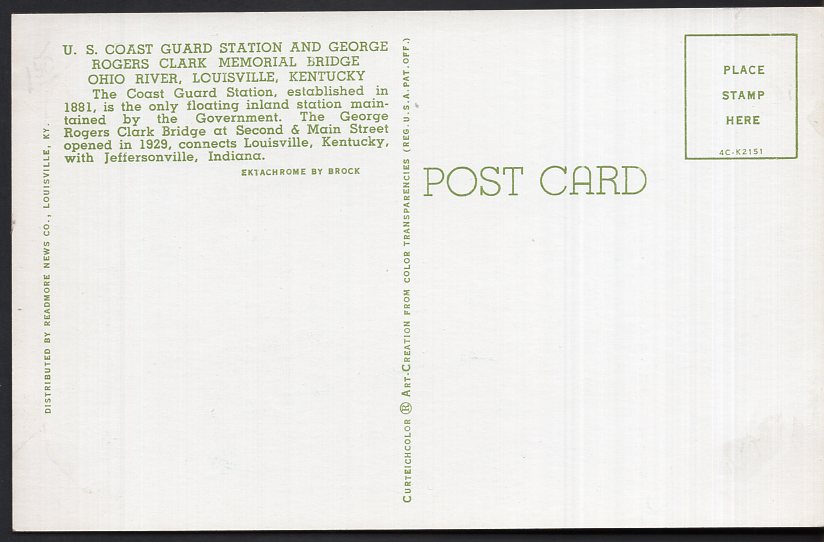 U. S. COAST GUARD STATION AND GEORGE
ROGERS CLARK MEMORIAL BRIDGE
OHIO RIVER, LOUISVILLE, KENTUCKY
The Coast Guard Station, established in
1881, is the only floating inland station main-
tained by the Government. The George
Rogers Clark Bridge at Second & Main Street
opened in 1929, connects Louisville, Kentucky,
with Jeffersonville, Indiana.
EKTACHROME BY BROCK
DISTRIBUTED BY READMORE NEWS CO., LOUISVILLE, KY.
CURTEICHCOLOR ® ART-CREATION FROM COLOR TRANSPARENCIES (REG. U.S.A. PAT. OFF.)
POST CARD
PLACE
STAMP
HERE
4C-K2151